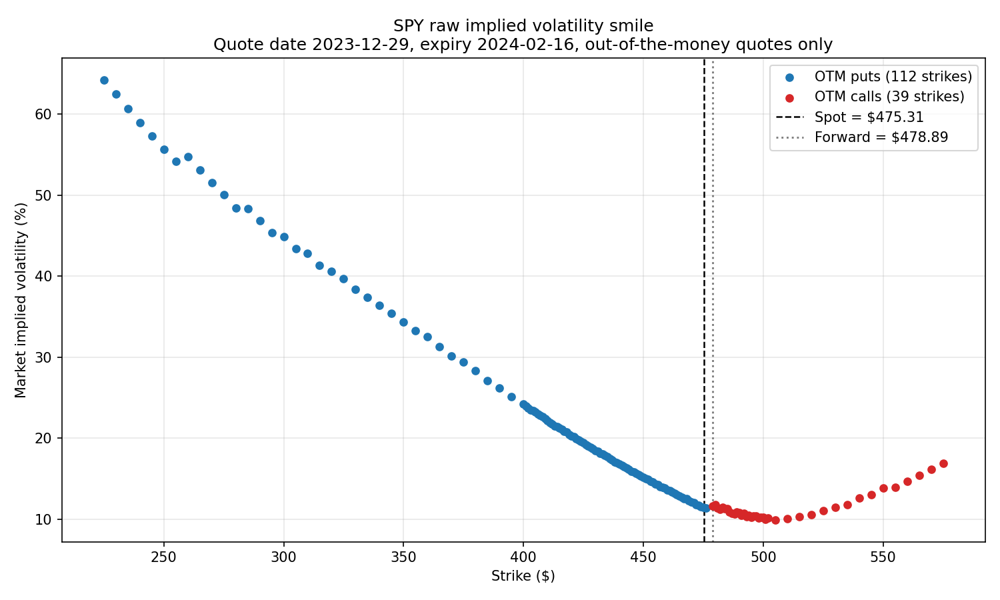 SPY raw implied volatility smile
Quote date 2023-12-29, expiry 2024-02-16, out-of-the-money quotes only
OTM puts (112 strikes)
OTM calls (39 strikes)
Spot = $475.31
Forward = $478.89
Market implied volatility (%)
60
50
40
30
20
10
250 300 350 400 450 500 550
Strike ($)